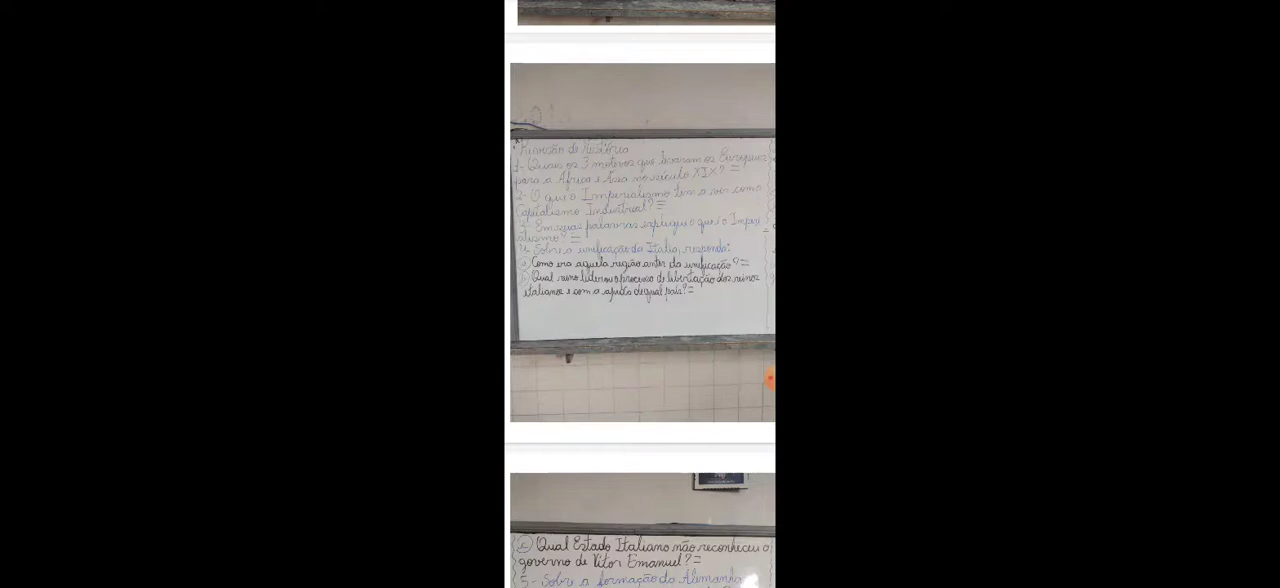 Revisão de História
1- Quais os 3 motivos que levaram os Europeus
para a África e Ásia no século XIX? =
2- O que o Imperialismo tem a ver com o
Capitalismo Industrial? =
3- Em suas palavras explique o que é o Imperi
alismo? =
4- Sobre a unificação da Itália, responda:
Como era aquela região antes da unificação? =
Qual reino liderou o processo de libertação dos reinos
italianos e com a ajuda de qual país? =
c) Qual Estado Italiano não reconheceu o
governo de Vitor Emanuel? =
5- Sobre a formação da Alemanha